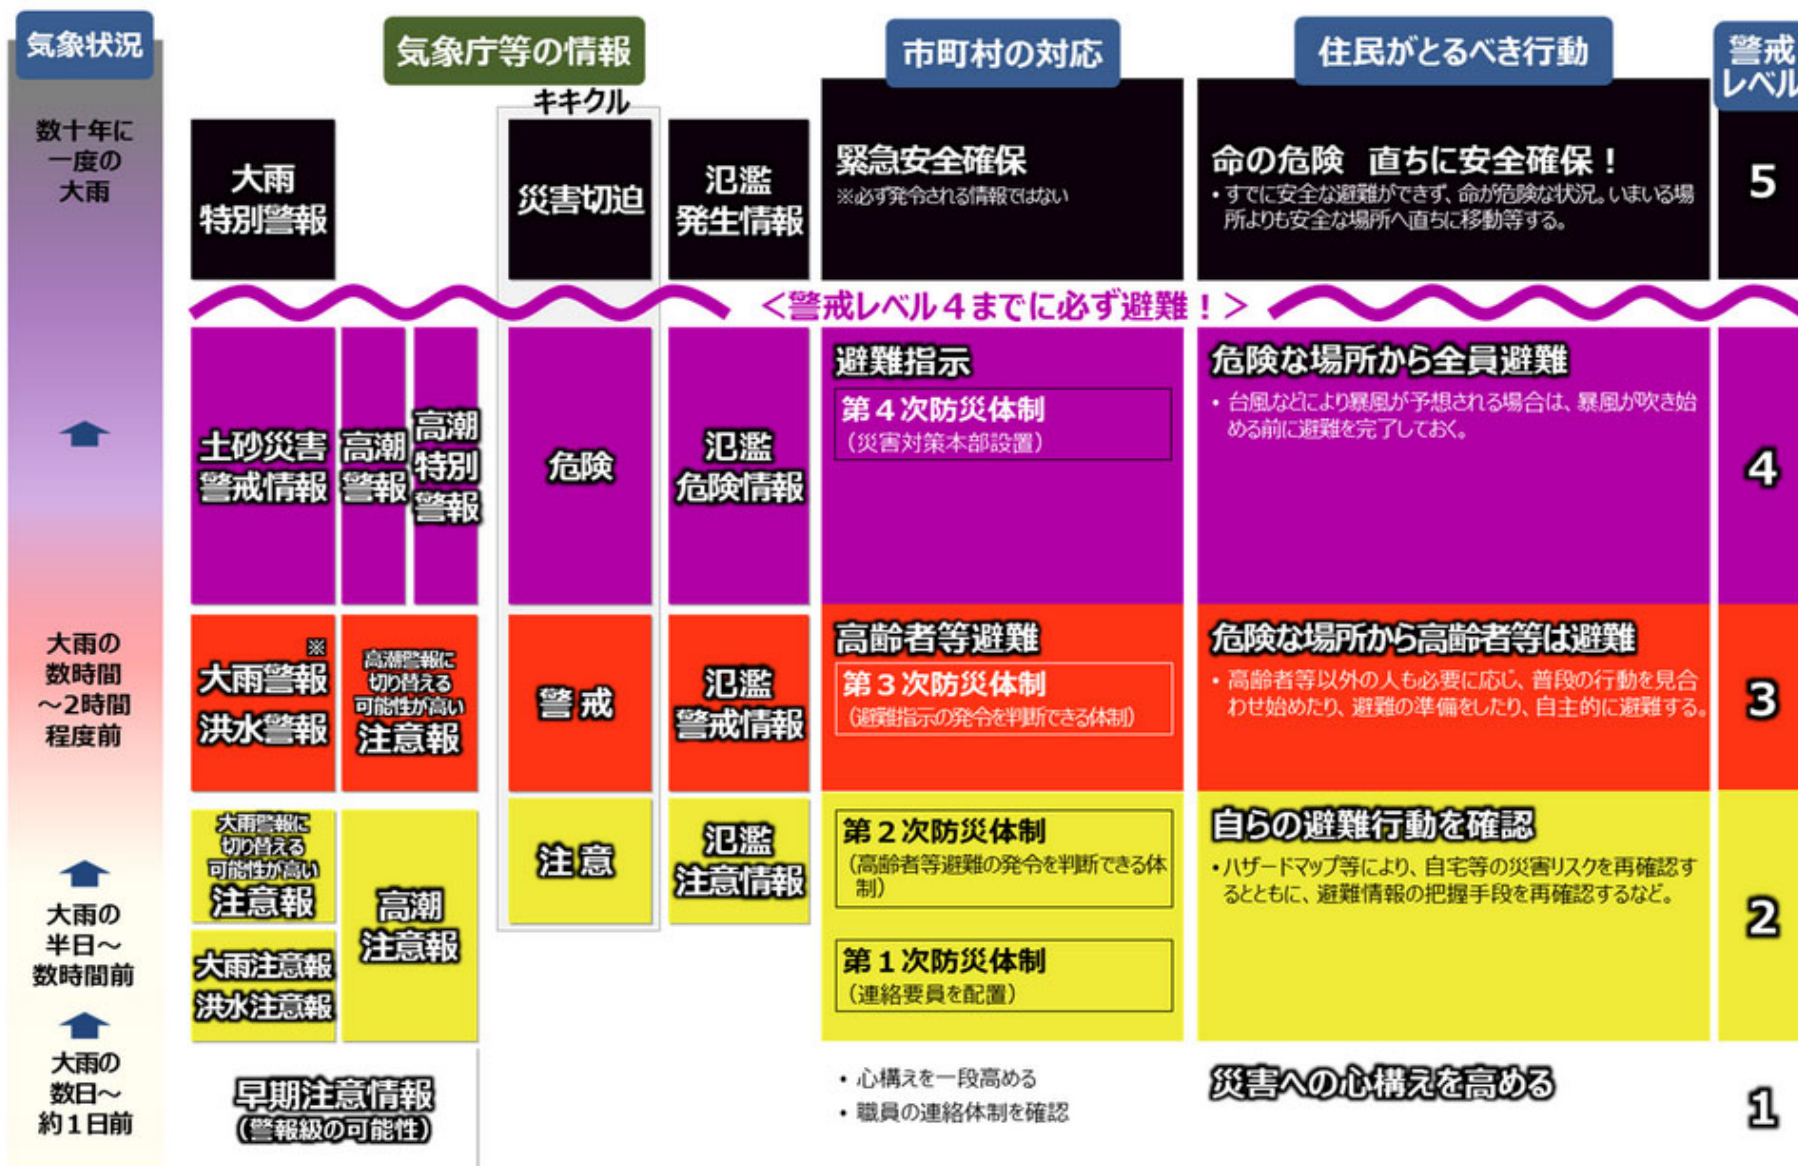 気象状況
気象庁等の情報
市町村の対応
住民がとるべき行動
警戒
レベル
キキクル
数十年に
一度の
大雨
大雨
特別警報
災害切迫
氾濫
発生情報
緊急安全確保
※必ず発令される情報ではない
命の危険 直ちに安全確保！
・すでに安全な避難ができず、命が危険な状況。いまいる場
所よりも安全な場所へ直ちに移動等する。
5
＜警戒レベル４までに必ず避難！＞
土砂災害
警戒情報
高潮
警報
高潮
特別
警報
危険
氾濫
危険情報
避難指示
第４次防災体制
（災害対策本部設置）
危険な場所から全員避難
・台風などにより暴風が予想される場合は、暴風が吹き始
める前に避難を完了しておく。
4
大雨の
数時間
～2時間
程度前
※
大雨警報
洪水警報
高潮警報に
切り替える
可能性が高い
注意報
警戒
氾濫
警戒情報
高齢者等避難
第３次防災体制
（避難指示の発令を判断できる体制）
危険な場所から高齢者等は避難
・高齢者等以外の人も必要に応じ、普段の行動を見合
わせ始めたり、避難の準備をしたり、自主的に避難する。
3
大雨の
半日～
数時間前
大雨警報に
切り替える
可能性が高い
注意報
大雨注意報
洪水注意報
高潮
注意報
注意
氾濫
注意情報
第２次防災体制
（高齢者等避難の発令を判断できる体
制）
第１次防災体制
（連絡要員を配置）
自らの避難行動を確認
・ハザードマップ等により、自宅等の災害リスクを再確認す
るとともに、避難情報の把握手段を再確認するなど。
2
大雨の
数日～
約１日前
早期注意情報
（警報級の可能性）
・心構えを一段高める
・職員の連絡体制を確認
災害への心構えを高める
1